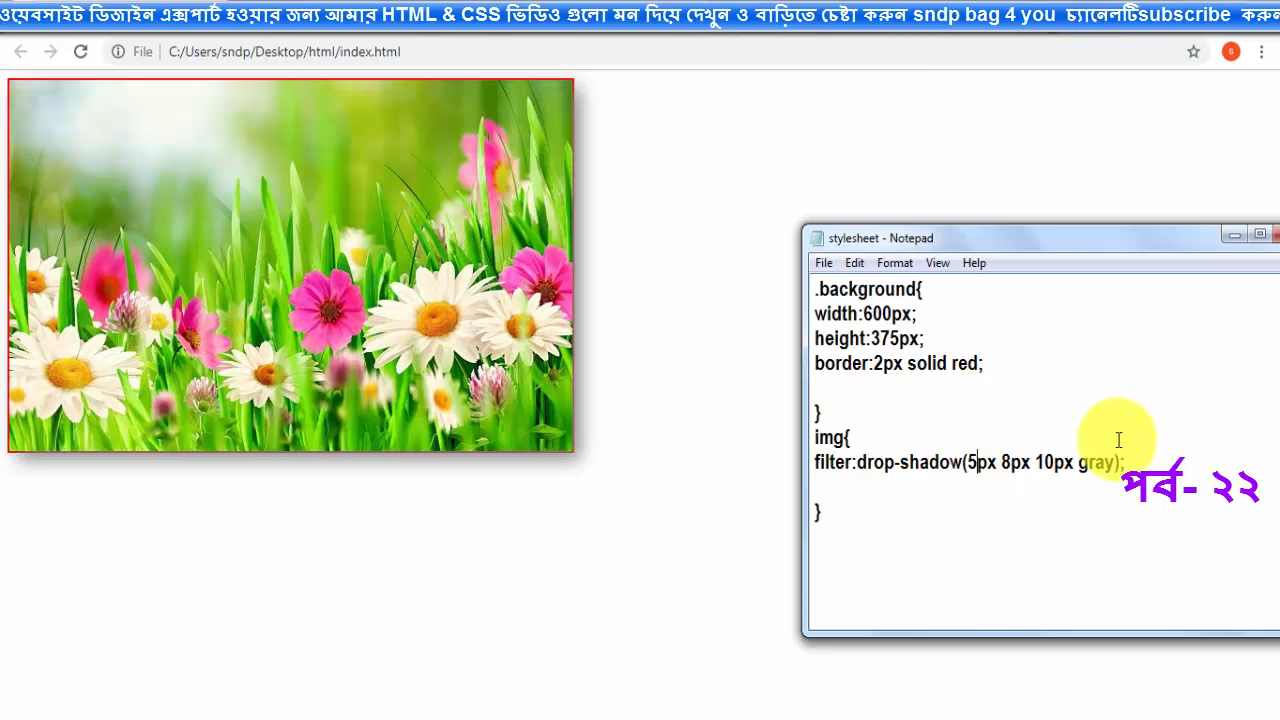 ওয়েবসাইট ডিজাইন এক্সপার্ট হওয়ার জন্য আমার HTML & CSS ভিডিও গুলো মন দিয়ে দেখুন ও বাড়িতে চেষ্টা করুন sndp bag 4 you চ্যানেলটিsubscribe করুন
File C:/Users/sndp/Desktop/html/index.html
S
stylesheet - Notepad
File Edit Format View Help
.background{
width:600px;
height:375px;
border:2px solid red;
}
img{
filter:drop-shadow(5px 8px 10px gray);
পর্ব- ২২
}